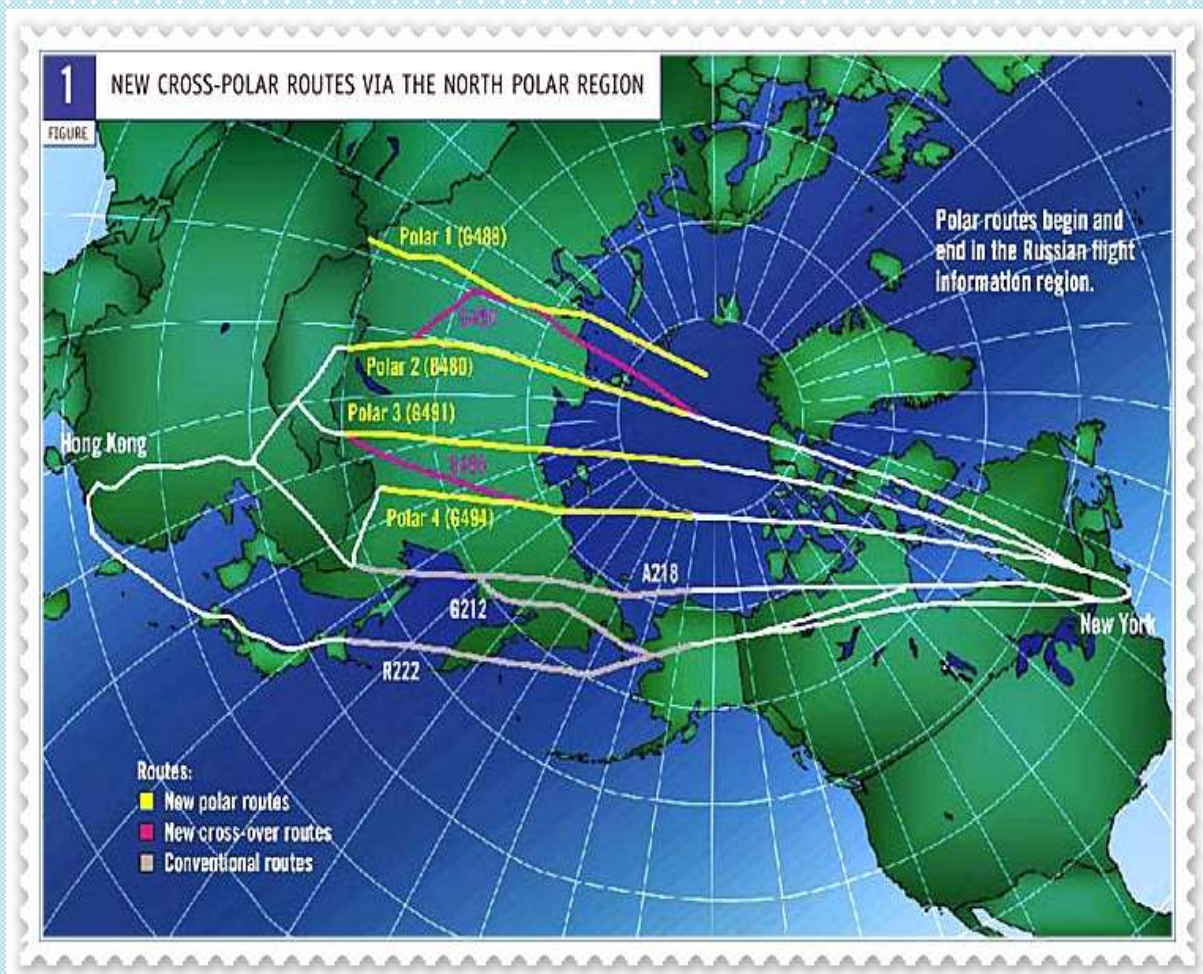 1
NEW CROSS-POLAR ROUTES VIA THE NORTH POLAR REGION
FIGURE
Polar routes begin and
end in the Russian flight
information region.
Polar 1 (G488)
Polar 2 (B480)
Polar 3 (G491)
Hong Kong
Polar 4 (G494)
A218
G212
New York
R222
Routes:
New polar routes
New cross-over routes
Conventional routes